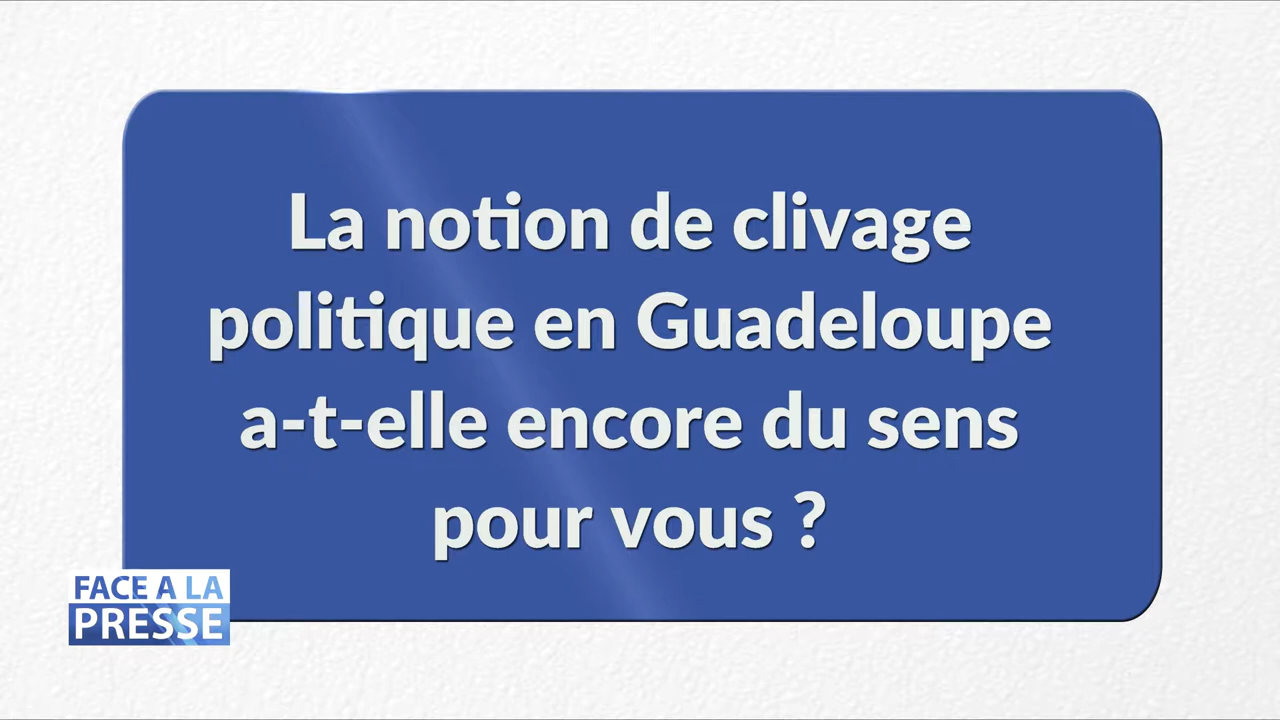 La notion de clivage
politique en Guadeloupe
a-t-elle encore du sens
pour vous ?
FACE A LA
PRESSE